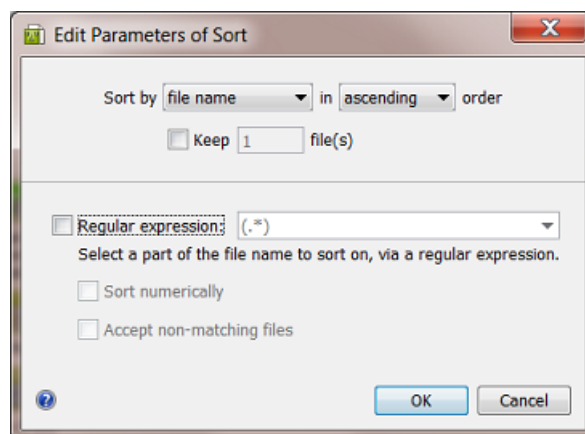 Edit Parameters of Sort
Sort by file name in ascending order
Keep 1 file(s)
Regular expression: (.*)
Select a part of the file name to sort on, via a regular expression.
Sort numerically
Accept non-matching files
OK Cancel